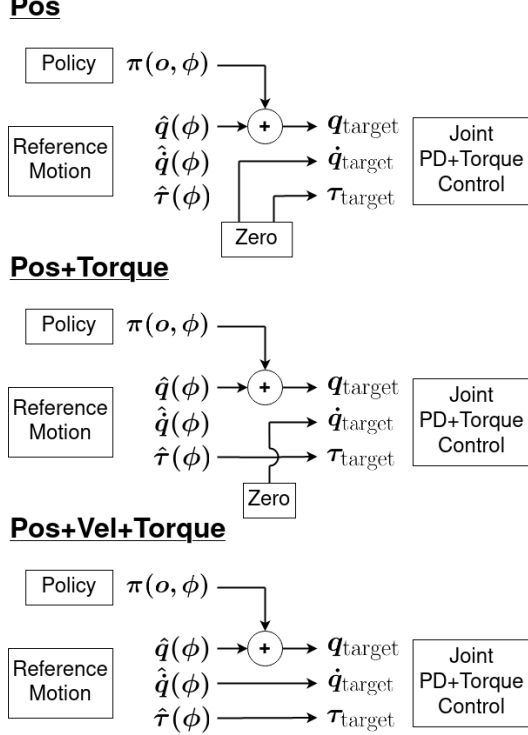 Pos
Policy π(o, ϕ)
q̂(ϕ) + q_target
Reference Motion
q̇̂(ϕ) q̇_target
τ̂(ϕ) τ_target
Joint
PD+Torque
Control
Zero
Pos+Torque
Policy π(o, ϕ)
q̂(ϕ) + q_target
Reference Motion
q̇̂(ϕ) q̇_target
τ̂(ϕ) τ_target
Joint
PD+Torque
Control
Zero
Pos+Vel+Torque
Policy π(o, ϕ)
q̂(ϕ) + q_target
Reference Motion
q̇̂(ϕ) q̇_target
τ̂(ϕ) τ_target
Joint
PD+Torque
Control